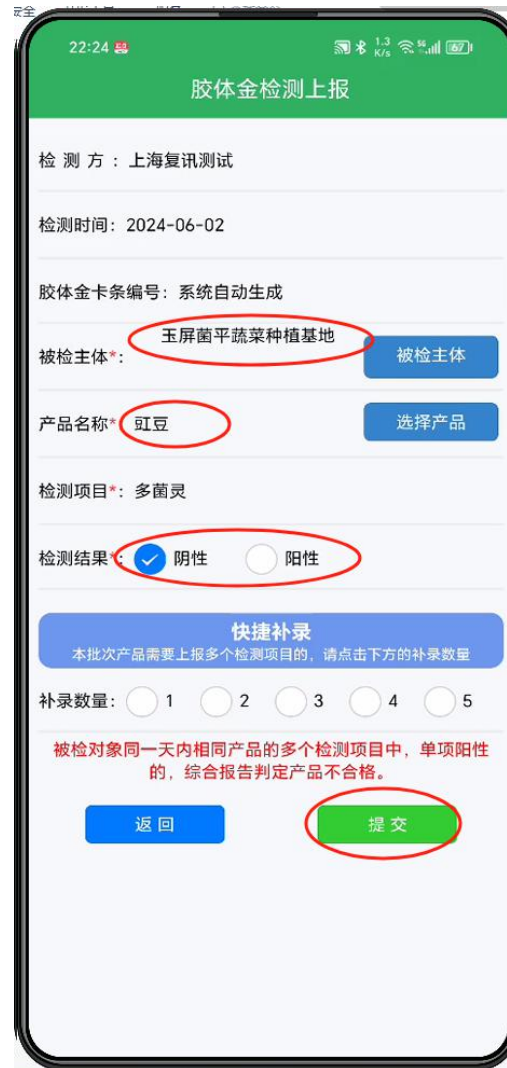 22:24 1.3 K/s 5G 67
胶体金检测上报
检 测 方 ：上海复讯测试
检测时间：2024-06-02
胶体金卡条编号：系统自动生成
玉屏菌平蔬菜种植基地
被检主体*： 被检主体
产品名称* 豇豆 选择产品
检测项目*：多菌灵
检测结果*： 阴性 阳性
快捷补录
本批次产品需要上报多个检测项目的，请点击下方的补录数量
补录数量： 1 2 3 4 5
被检对象同一天内相同产品的多个检测项目中，单项阳性
的，综合报告判定产品不合格。
返 回 提 交